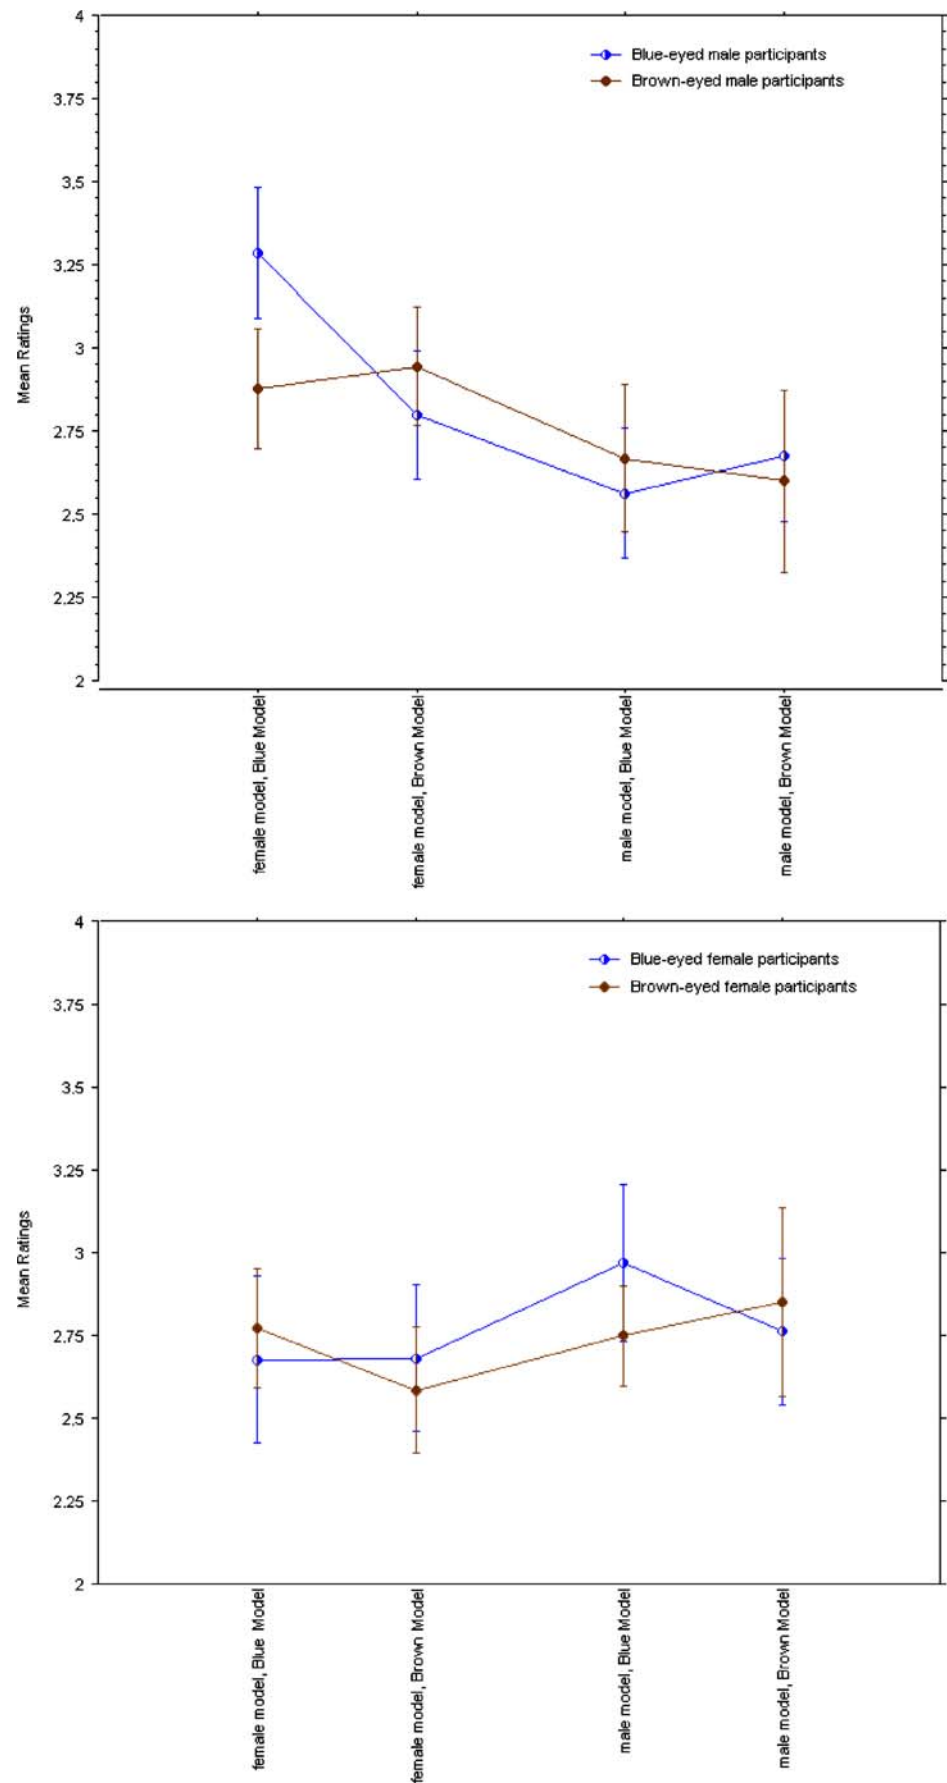 4
Blue-eyed male participants
Brown-eyed male participants
3.75
3.5
3.25
3
2.75
2.5
2.25
2
Mean Ratings
female model, Blue Model
female model, Brown Model
male model, Blue Model
male model, Brown Model
4
Blue-eyed female participants
Brown-eyed female participants
3.75
3.5
3.25
3
2.75
2.5
2.25
2
Mean Ratings
female model, Blue Model
female model, Brown Model
male model, Blue Model
male model, Brown Model